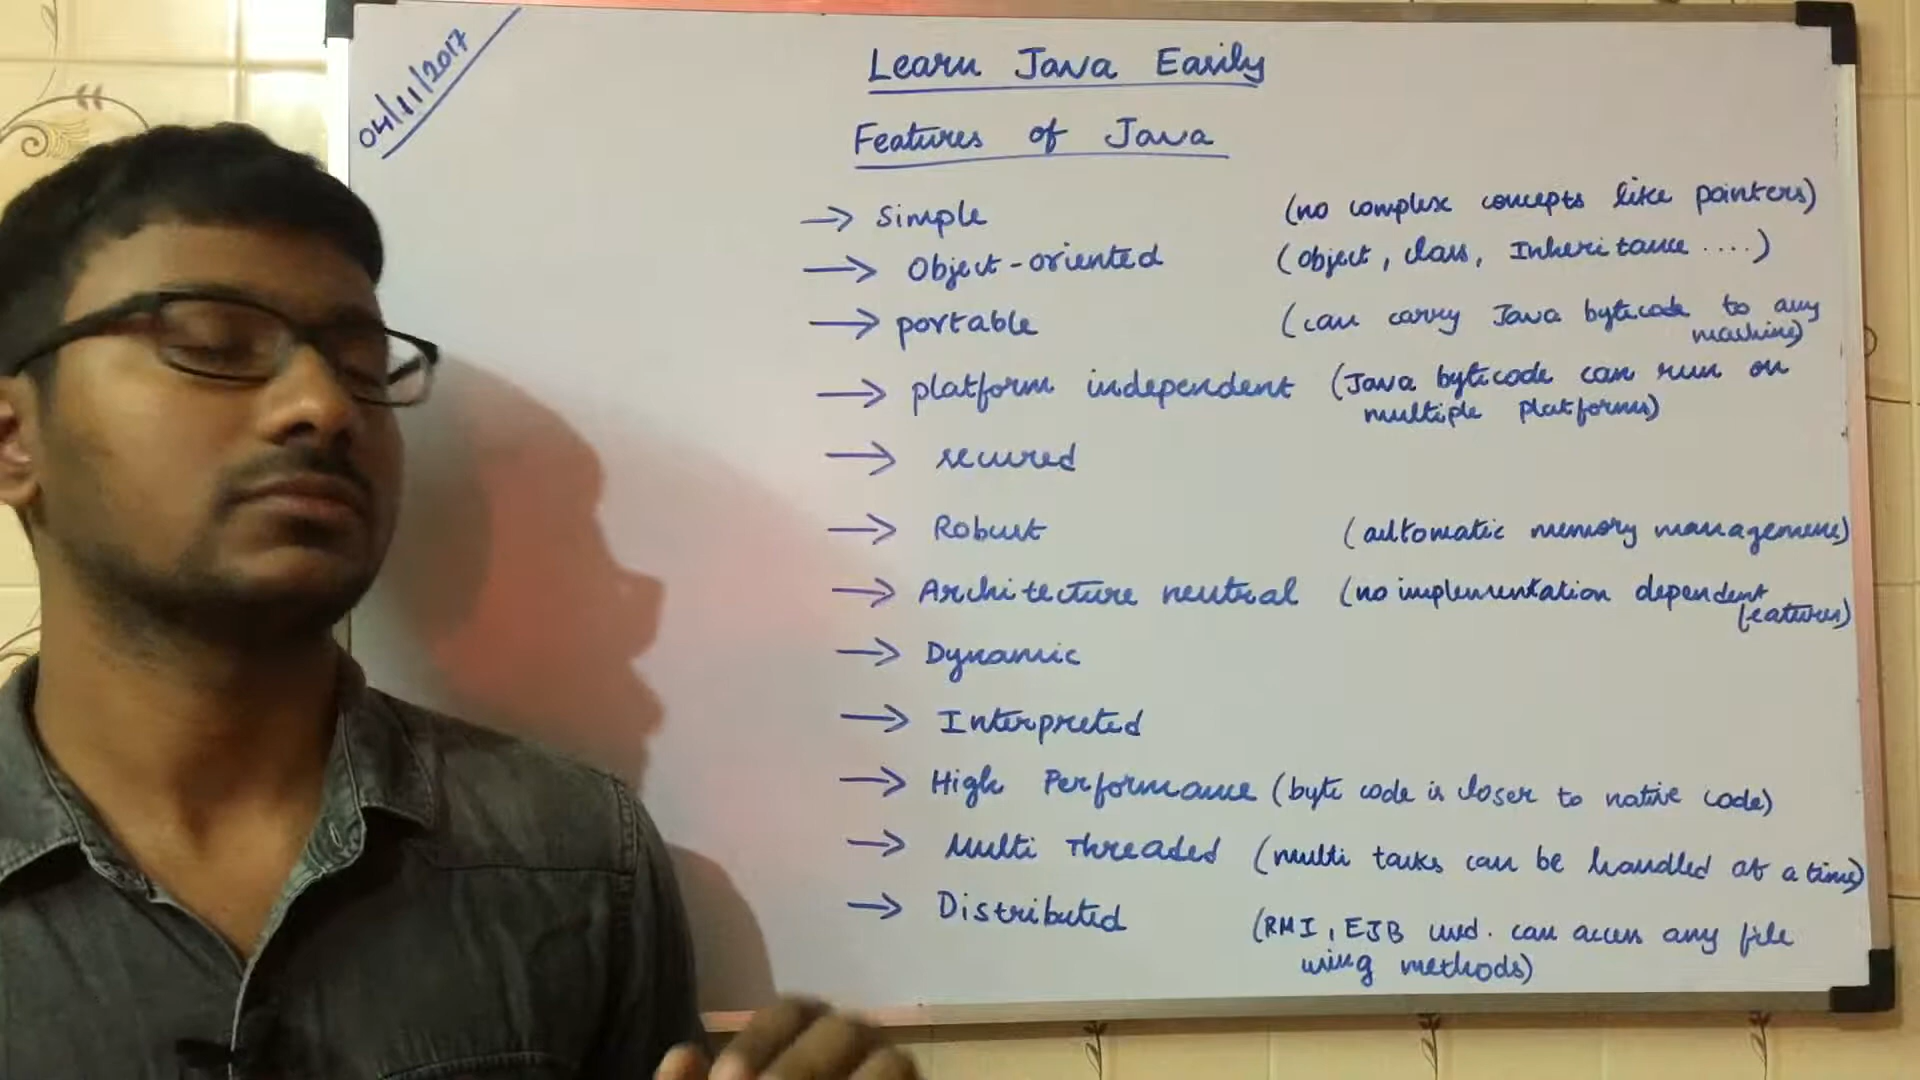 04/11/2017
Learn Java Easily
Features of Java
→ Simple (no complex concepts like pointers)
→ Object-oriented (object, class, Inheritance ....)
→ portable (can carry Java bytecode to any
machine)
→ platform independent (Java bytecode can run on
multiple platforms)
→ secured
→ Robust (automatic memory management)
→ Architecture neutral (no implementation dependent
features)
→ Dynamic
→ Interpreted
→ High Performance (byte code is closer to native code)
→ Multi Threaded (multi tasks can be handled at a time)
→ Distributed (RMI, EJB used. can access any file
using methods)